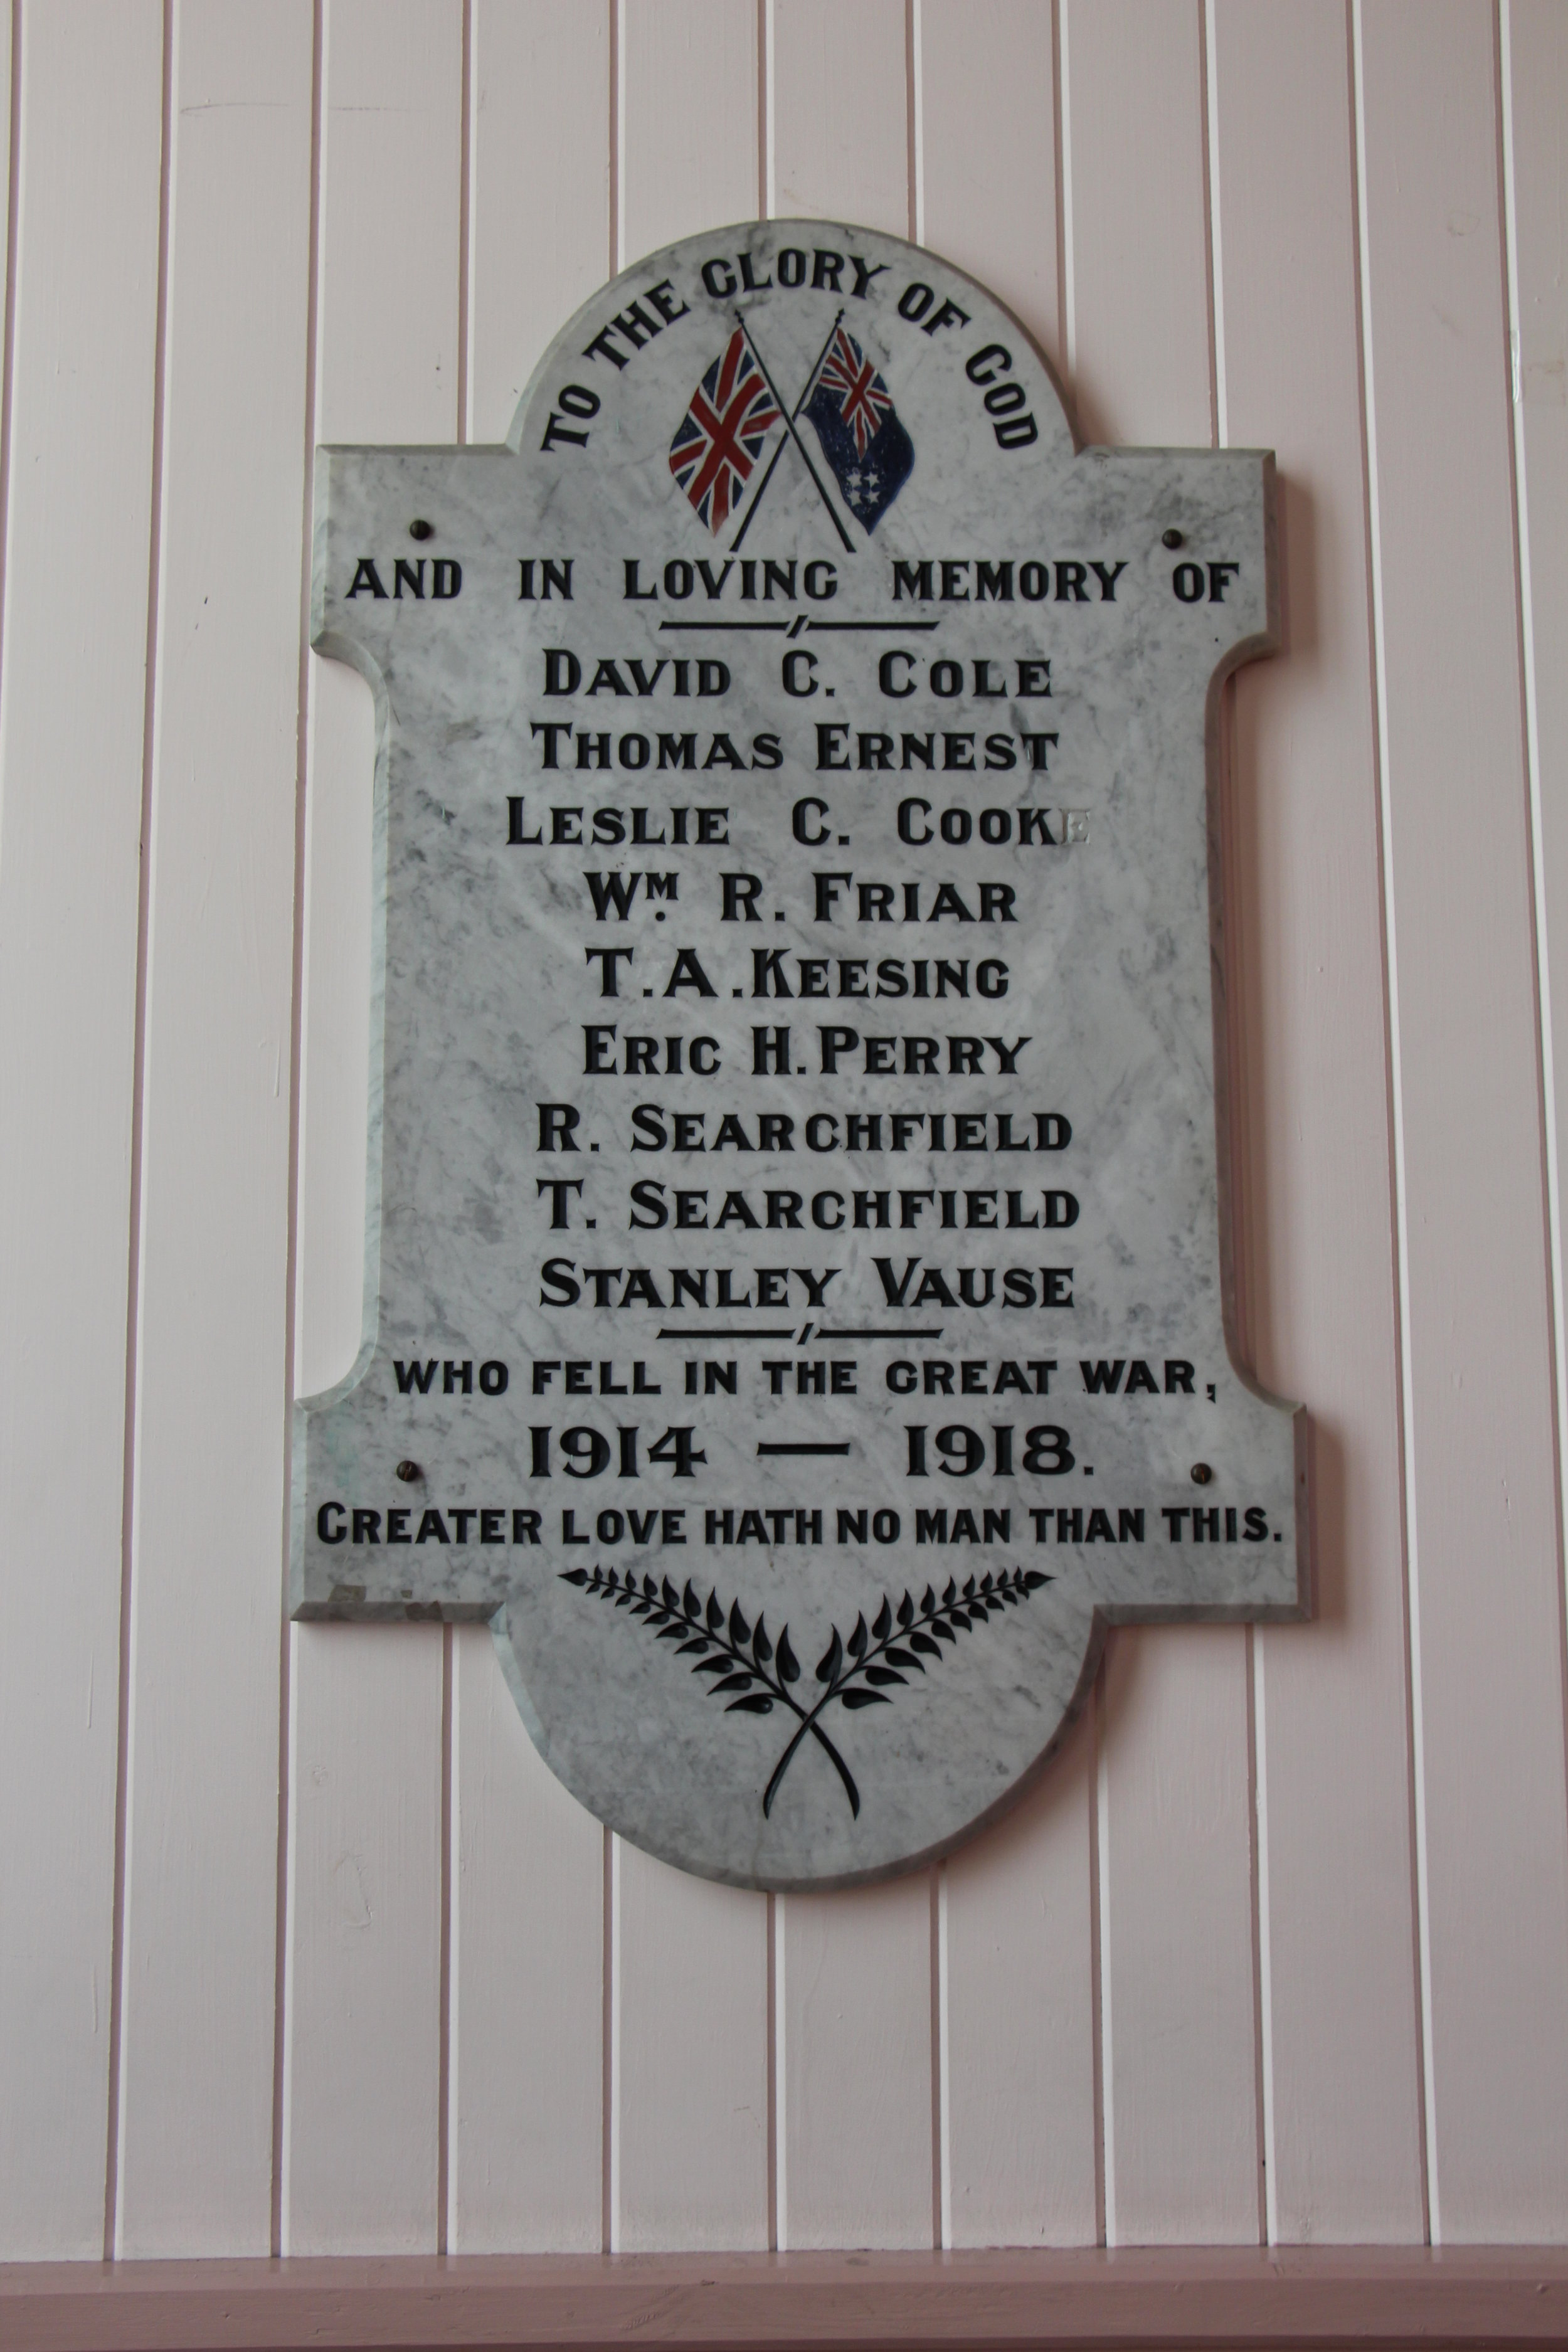 TO THE GLORY OF GOD
AND IN LOVING MEMORY OF
DAVID C. COLE
THOMAS ERNEST
LESLIE C. COOKE
WM. R. FRIAR
T. A. KEESING
ERIC H. PERRY
R. SEARCHFIELD
T. SEARCHFIELD
STANLEY VAUSE
WHO FELL IN THE GREAT WAR,
1914 — 1918.
GREATER LOVE HATH NO MAN THAN THIS.